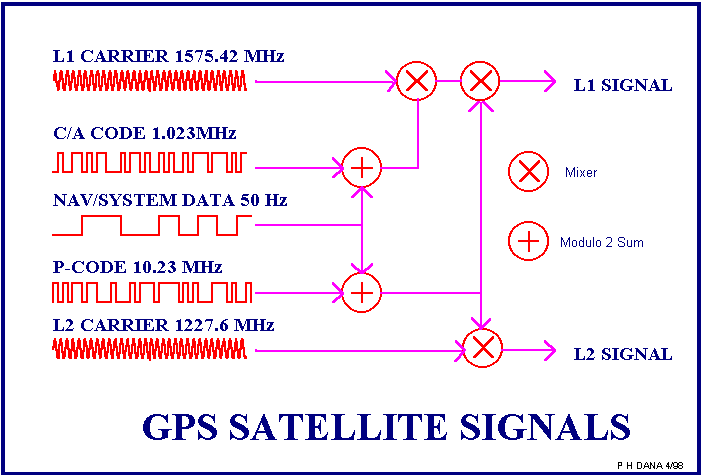 L1 CARRIER 1575.42 MHz
L1 SIGNAL
C/A CODE 1.023MHz
Mixer
NAV/SYSTEM DATA 50 Hz
Modulo 2 Sum
P-CODE 10.23 MHz
L2 CARRIER 1227.6 MHz
L2 SIGNAL
GPS SATELLITE SIGNALS
P H DANA 4/98